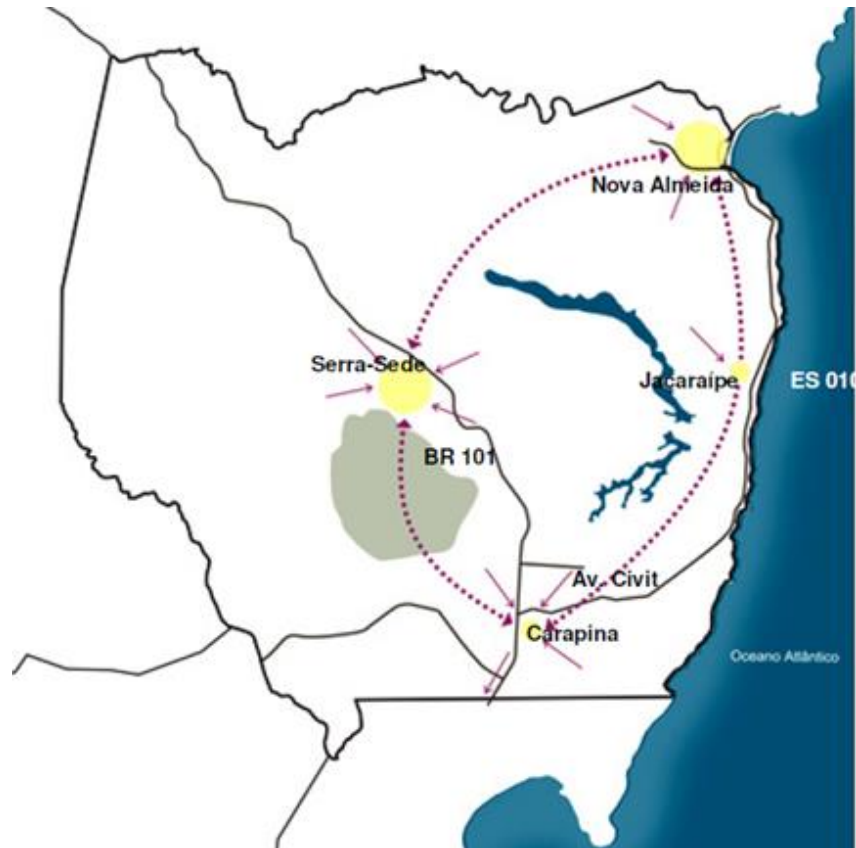 Nova Almeida
Serra-Sede
Jacaraípe
ES 010
BR 101
Av. Civit
Carapina
Oceano Atlântico